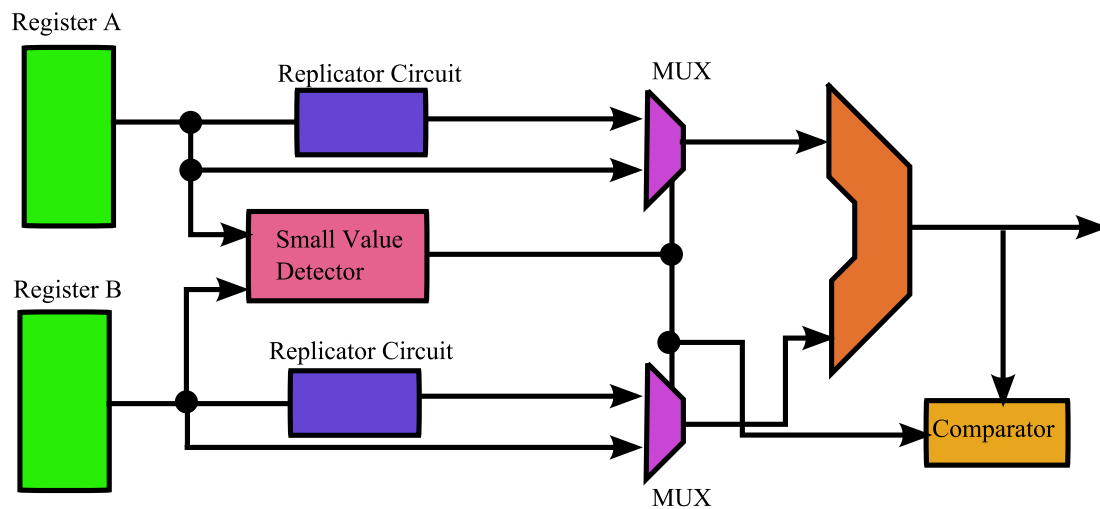 Register A
Replicator Circuit
MUX
Small Value
Detector
Register B
Replicator Circuit
Comparator
MUX